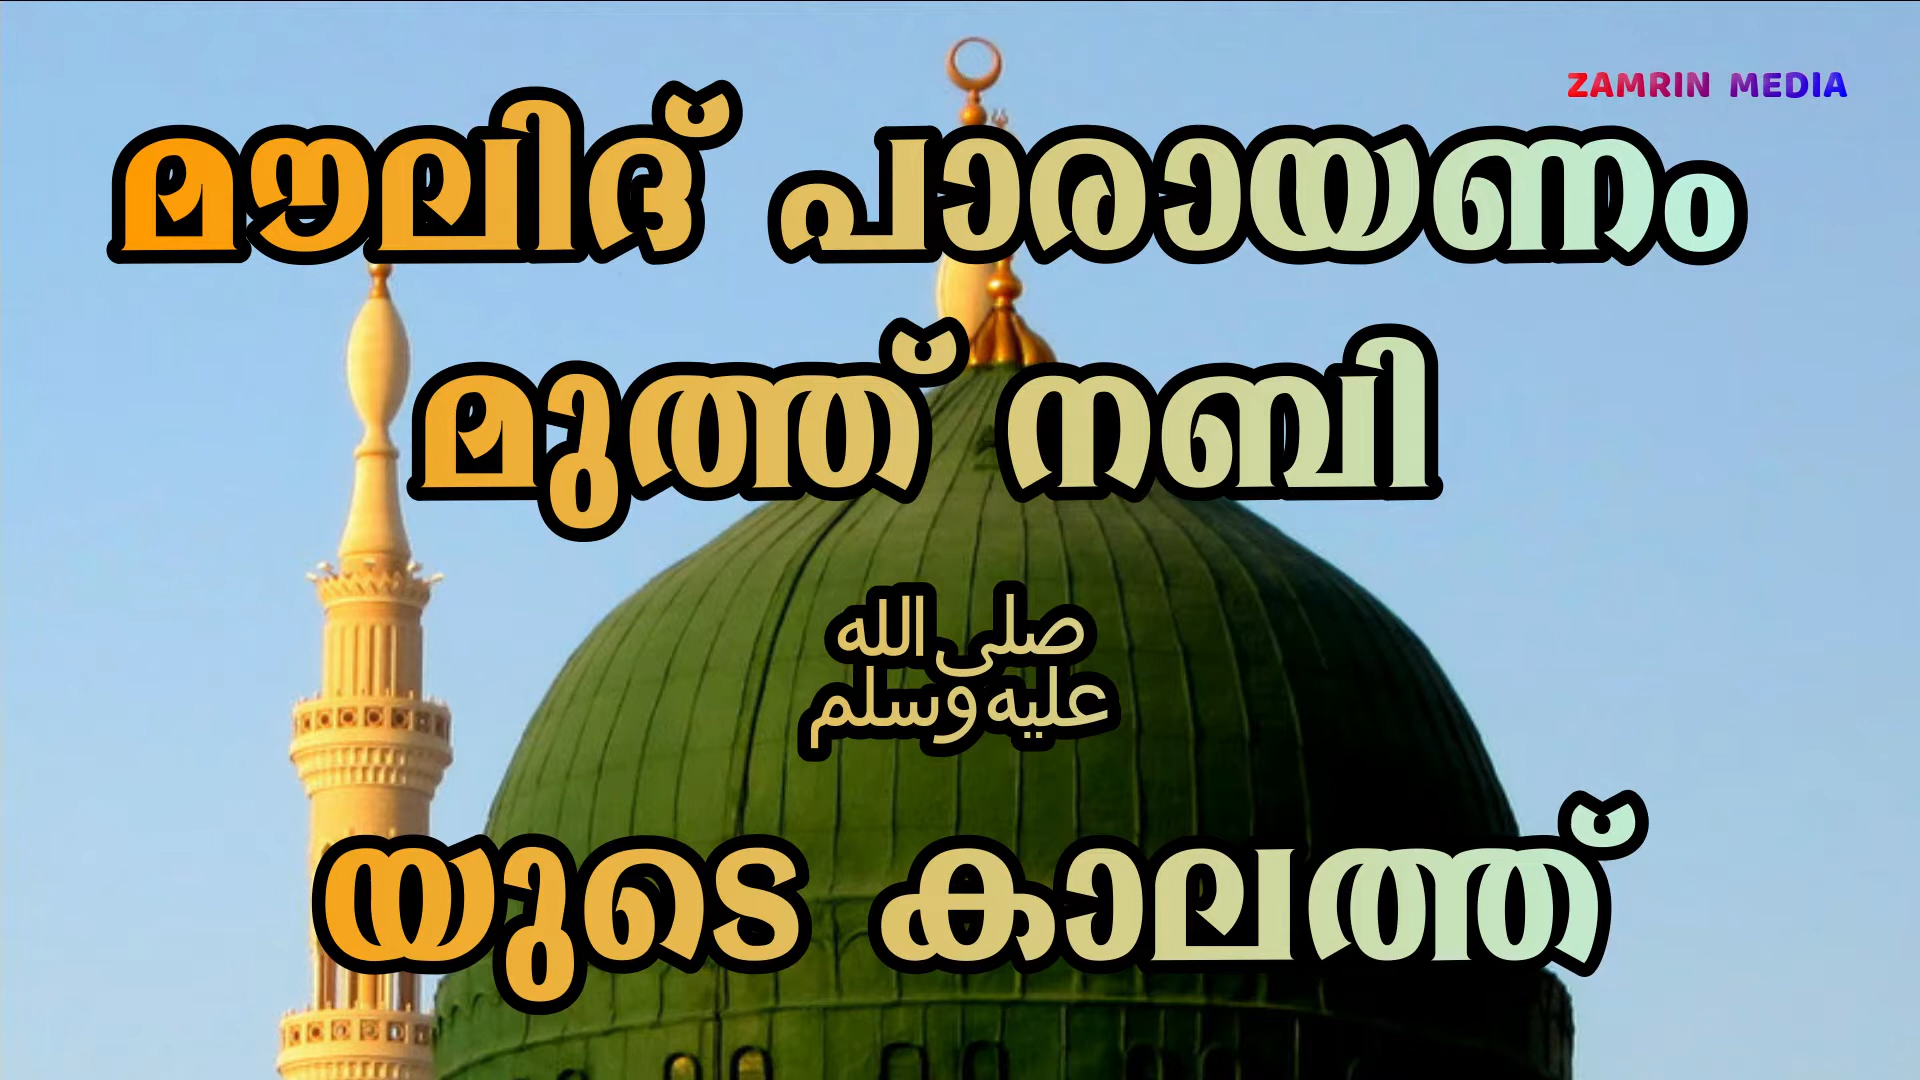 ZAMRIN MEDIA
മൗലിദ് പാരായണം
മുത്ത് നബി
صلى الله
عليه وسلم
യുടെ കാലത്ത്